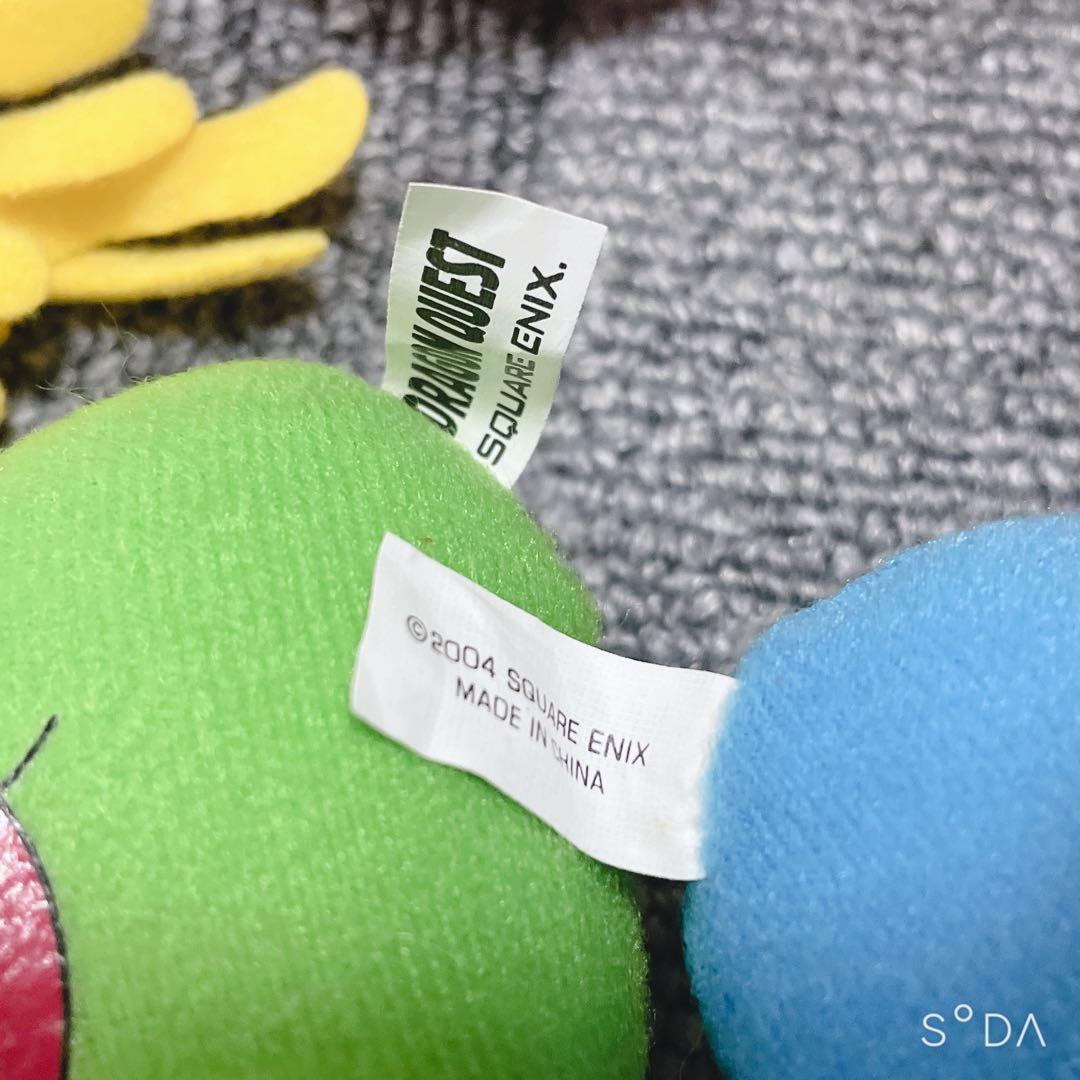 DRAGON QUEST
SQUARE ENIX.
©2004 SQUARE ENIX
MADE IN CHINA
S°DA